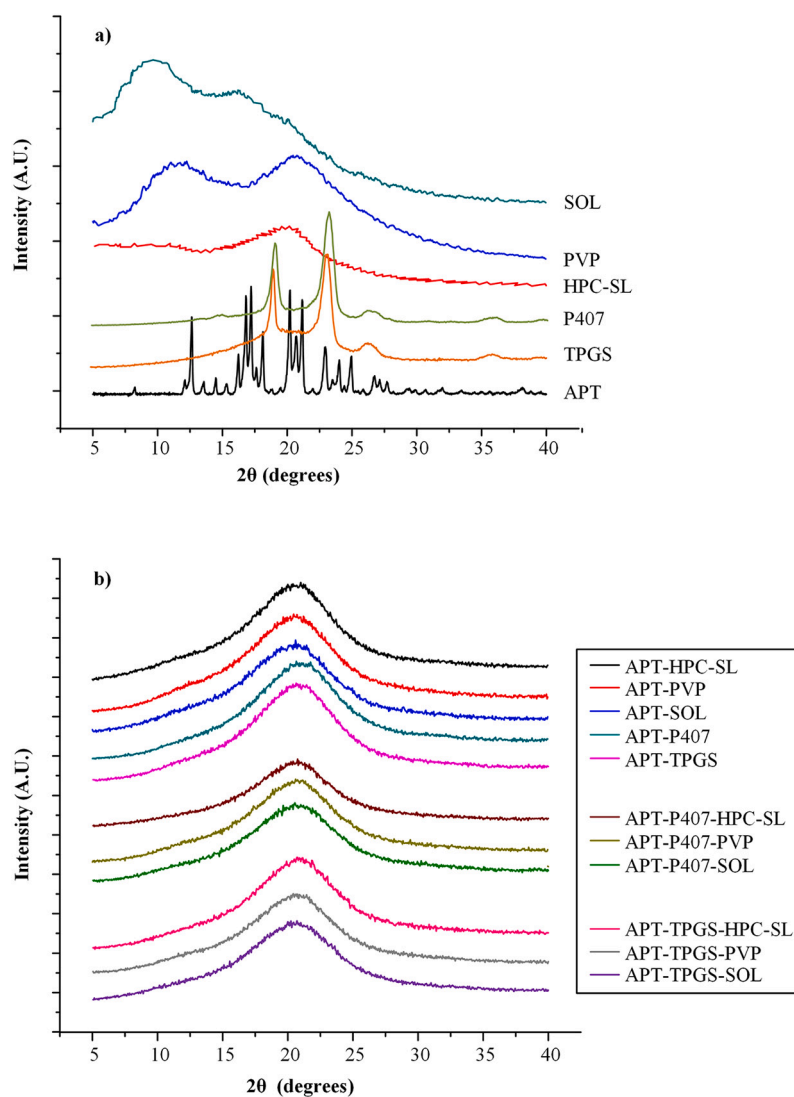 a)
Intensity (A.U.)
SOL
PVP
HPC-SL
P407
TPGS
APT
5 10 15 20 25 30 35 40
2θ (degrees)
b)
Intensity (A.U.)
APT-HPC-SL
APT-PVP
APT-SOL
APT-P407
APT-TPGS
APT-P407-HPC-SL
APT-P407-PVP
APT-P407-SOL
APT-TPGS-HPC-SL
APT-TPGS-PVP
APT-TPGS-SOL
5 10 15 20 25 30 35 40
2θ (degrees)